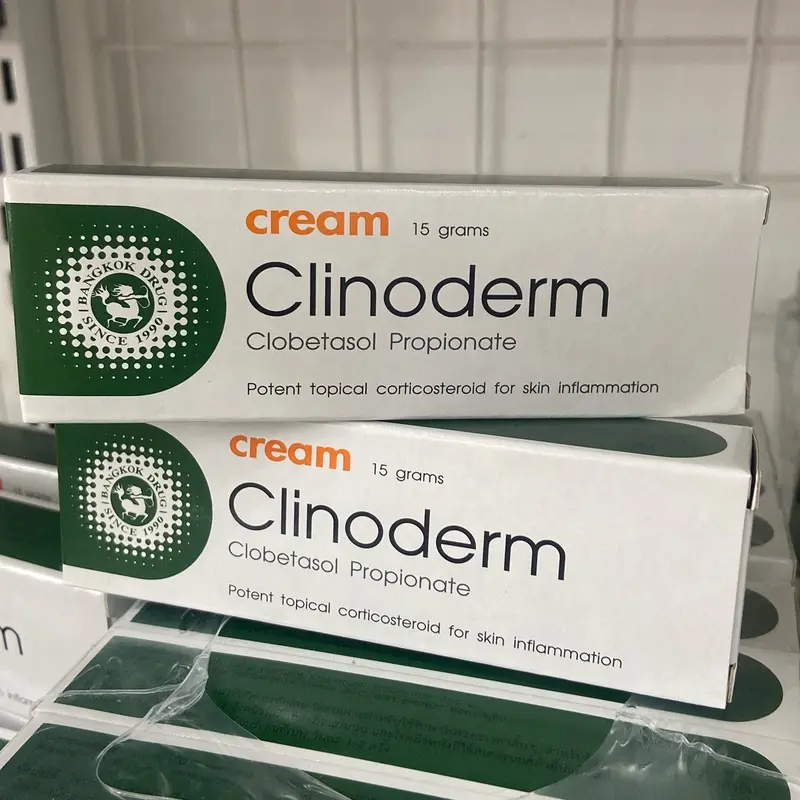 cream 15 grams
Clinoderm
Clobetasol Propionate
Potent topical corticosteroid for skin inflammation
BANGKOK DRUG
SINCE 1990
cream 15 grams
Clinoderm
Clobetasol Propionate
Potent topical corticosteroid for skin inflammation
BANGKOK DRUG
SINCE 1990
m